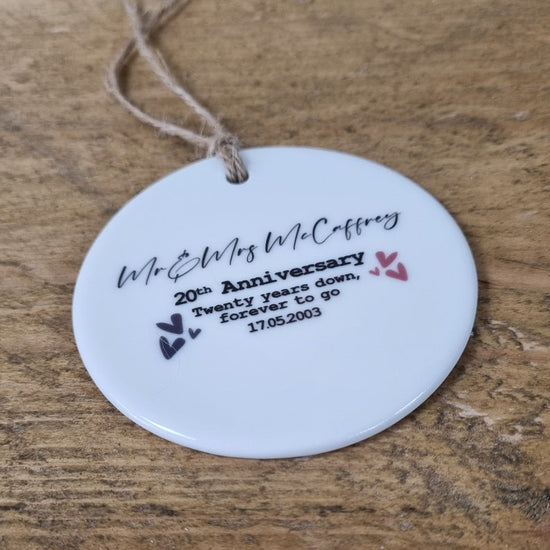 Mr & Mrs McCaffrey
20th Anniversary
Twenty years down,
forever to go
17.05.2003